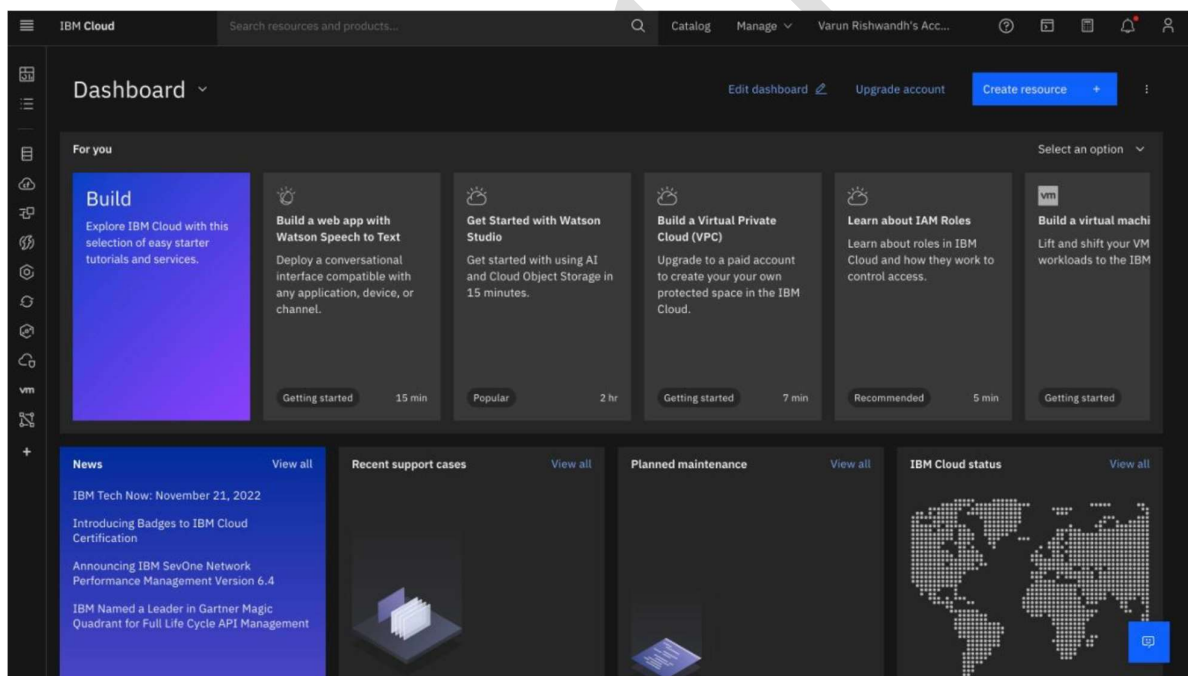 IBM Cloud
Search resources and products...
Catalog
Manage
Varun Rishwandh's Acc...
Dashboard
Edit dashboard
Upgrade account
Create resource +
For you
Select an option
Build
Explore IBM Cloud with this
selection of easy starter
tutorials and services.
Build a web app with
Watson Speech to Text
Deploy a conversational
interface compatible with
any application, device, or
channel.
Getting started
15 min
Get Started with Watson
Studio
Get started with using AI
and Cloud Object Storage in
15 minutes.
Popular
2 hr
Build a Virtual Private
Cloud (VPC)
Upgrade to a paid account
to create your your own
protected space in the IBM
Cloud.
Getting started
7 min
Learn about IAM Roles
Learn about roles in IBM
Cloud and how they work to
control access.
Recommended
5 min
vm
Build a virtual machi
Lift and shift your VM
workloads to the IBM
Getting started
vm
News
View all
IBM Tech Now: November 21, 2022
Introducing Badges to IBM Cloud
Certification
Announcing IBM SevOne Network
Performance Management Version 6.4
IBM Named a Leader in Gartner Magic
Quadrant for Full Life Cycle API Management
Recent support cases
View all
Planned maintenance
View all
IBM Cloud status
View all